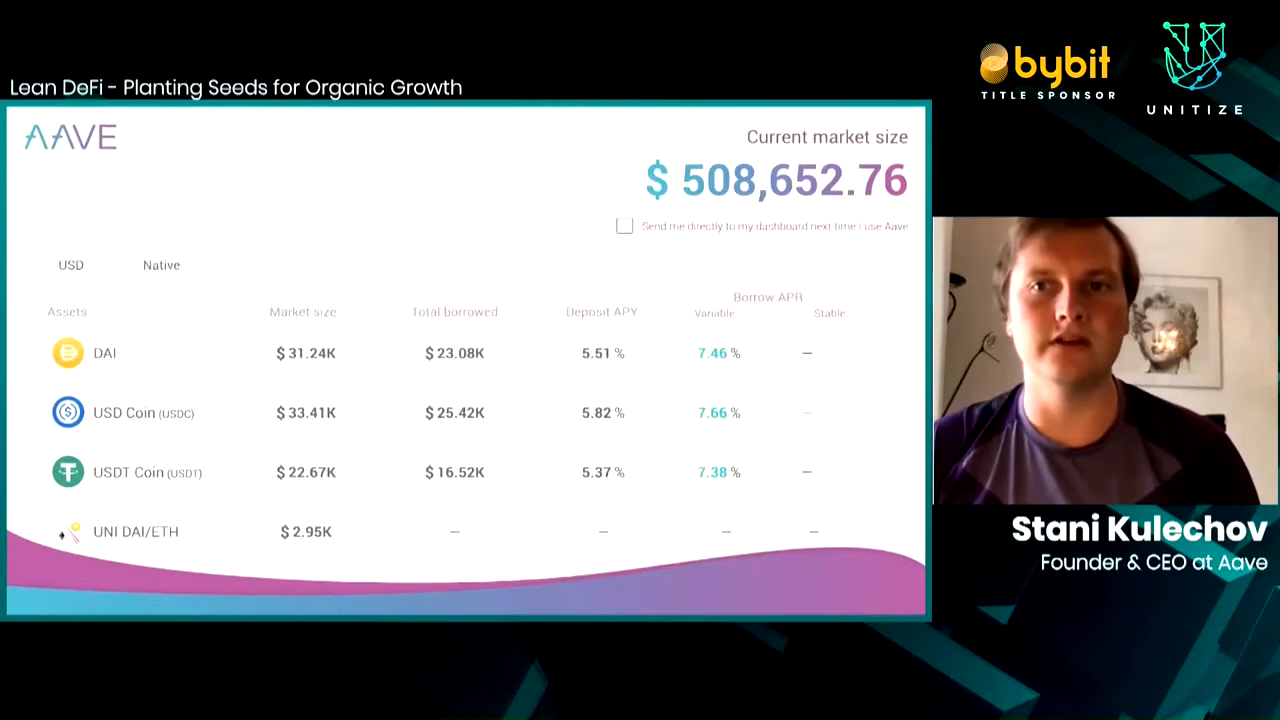 bybit
TITLE SPONSOR
UNITIZE
Lean DeFi - Planting Seeds for Organic Growth
AAVE
Current market size
$ 508,652.76
Send me directly to my dashboard next time I use Aave
USD Native
Borrow APR
Assets Market size Total borrowed Deposit APY Variable Stable
DAI $ 31.24K $ 23.08K 5.51 % 7.46 % —
USD Coin (USDC) $ 33.41K $ 25.42K 5.82 % 7.66 % —
USDT Coin (USDT) $ 22.67K $ 16.52K 5.37 % 7.38 % —
UNI DAI/ETH $ 2.95K — — — —
Stani Kulechov
Founder & CEO at Aave